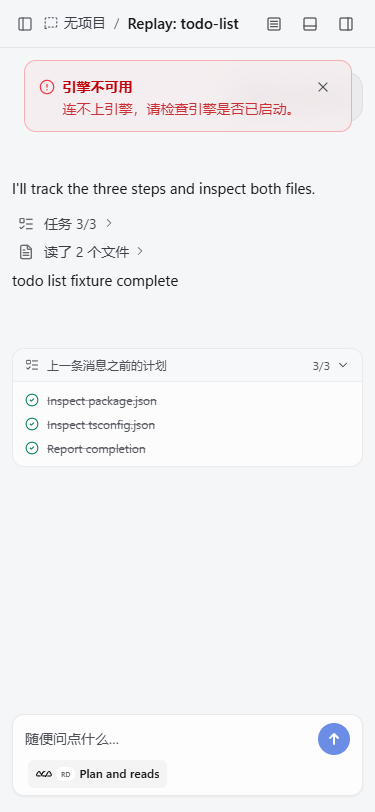 无项目 / Replay: todo-list
引擎不可用
连不上引擎，请检查引擎是否已启动。
I'll track the three steps and inspect both files.
任务 3/3
读了 2 个文件
todo list fixture complete
上一条消息之前的计划 3/3
Inspect package.json
Inspect tsconfig.json
Report completion
随便问点什么...
RD Plan and reads